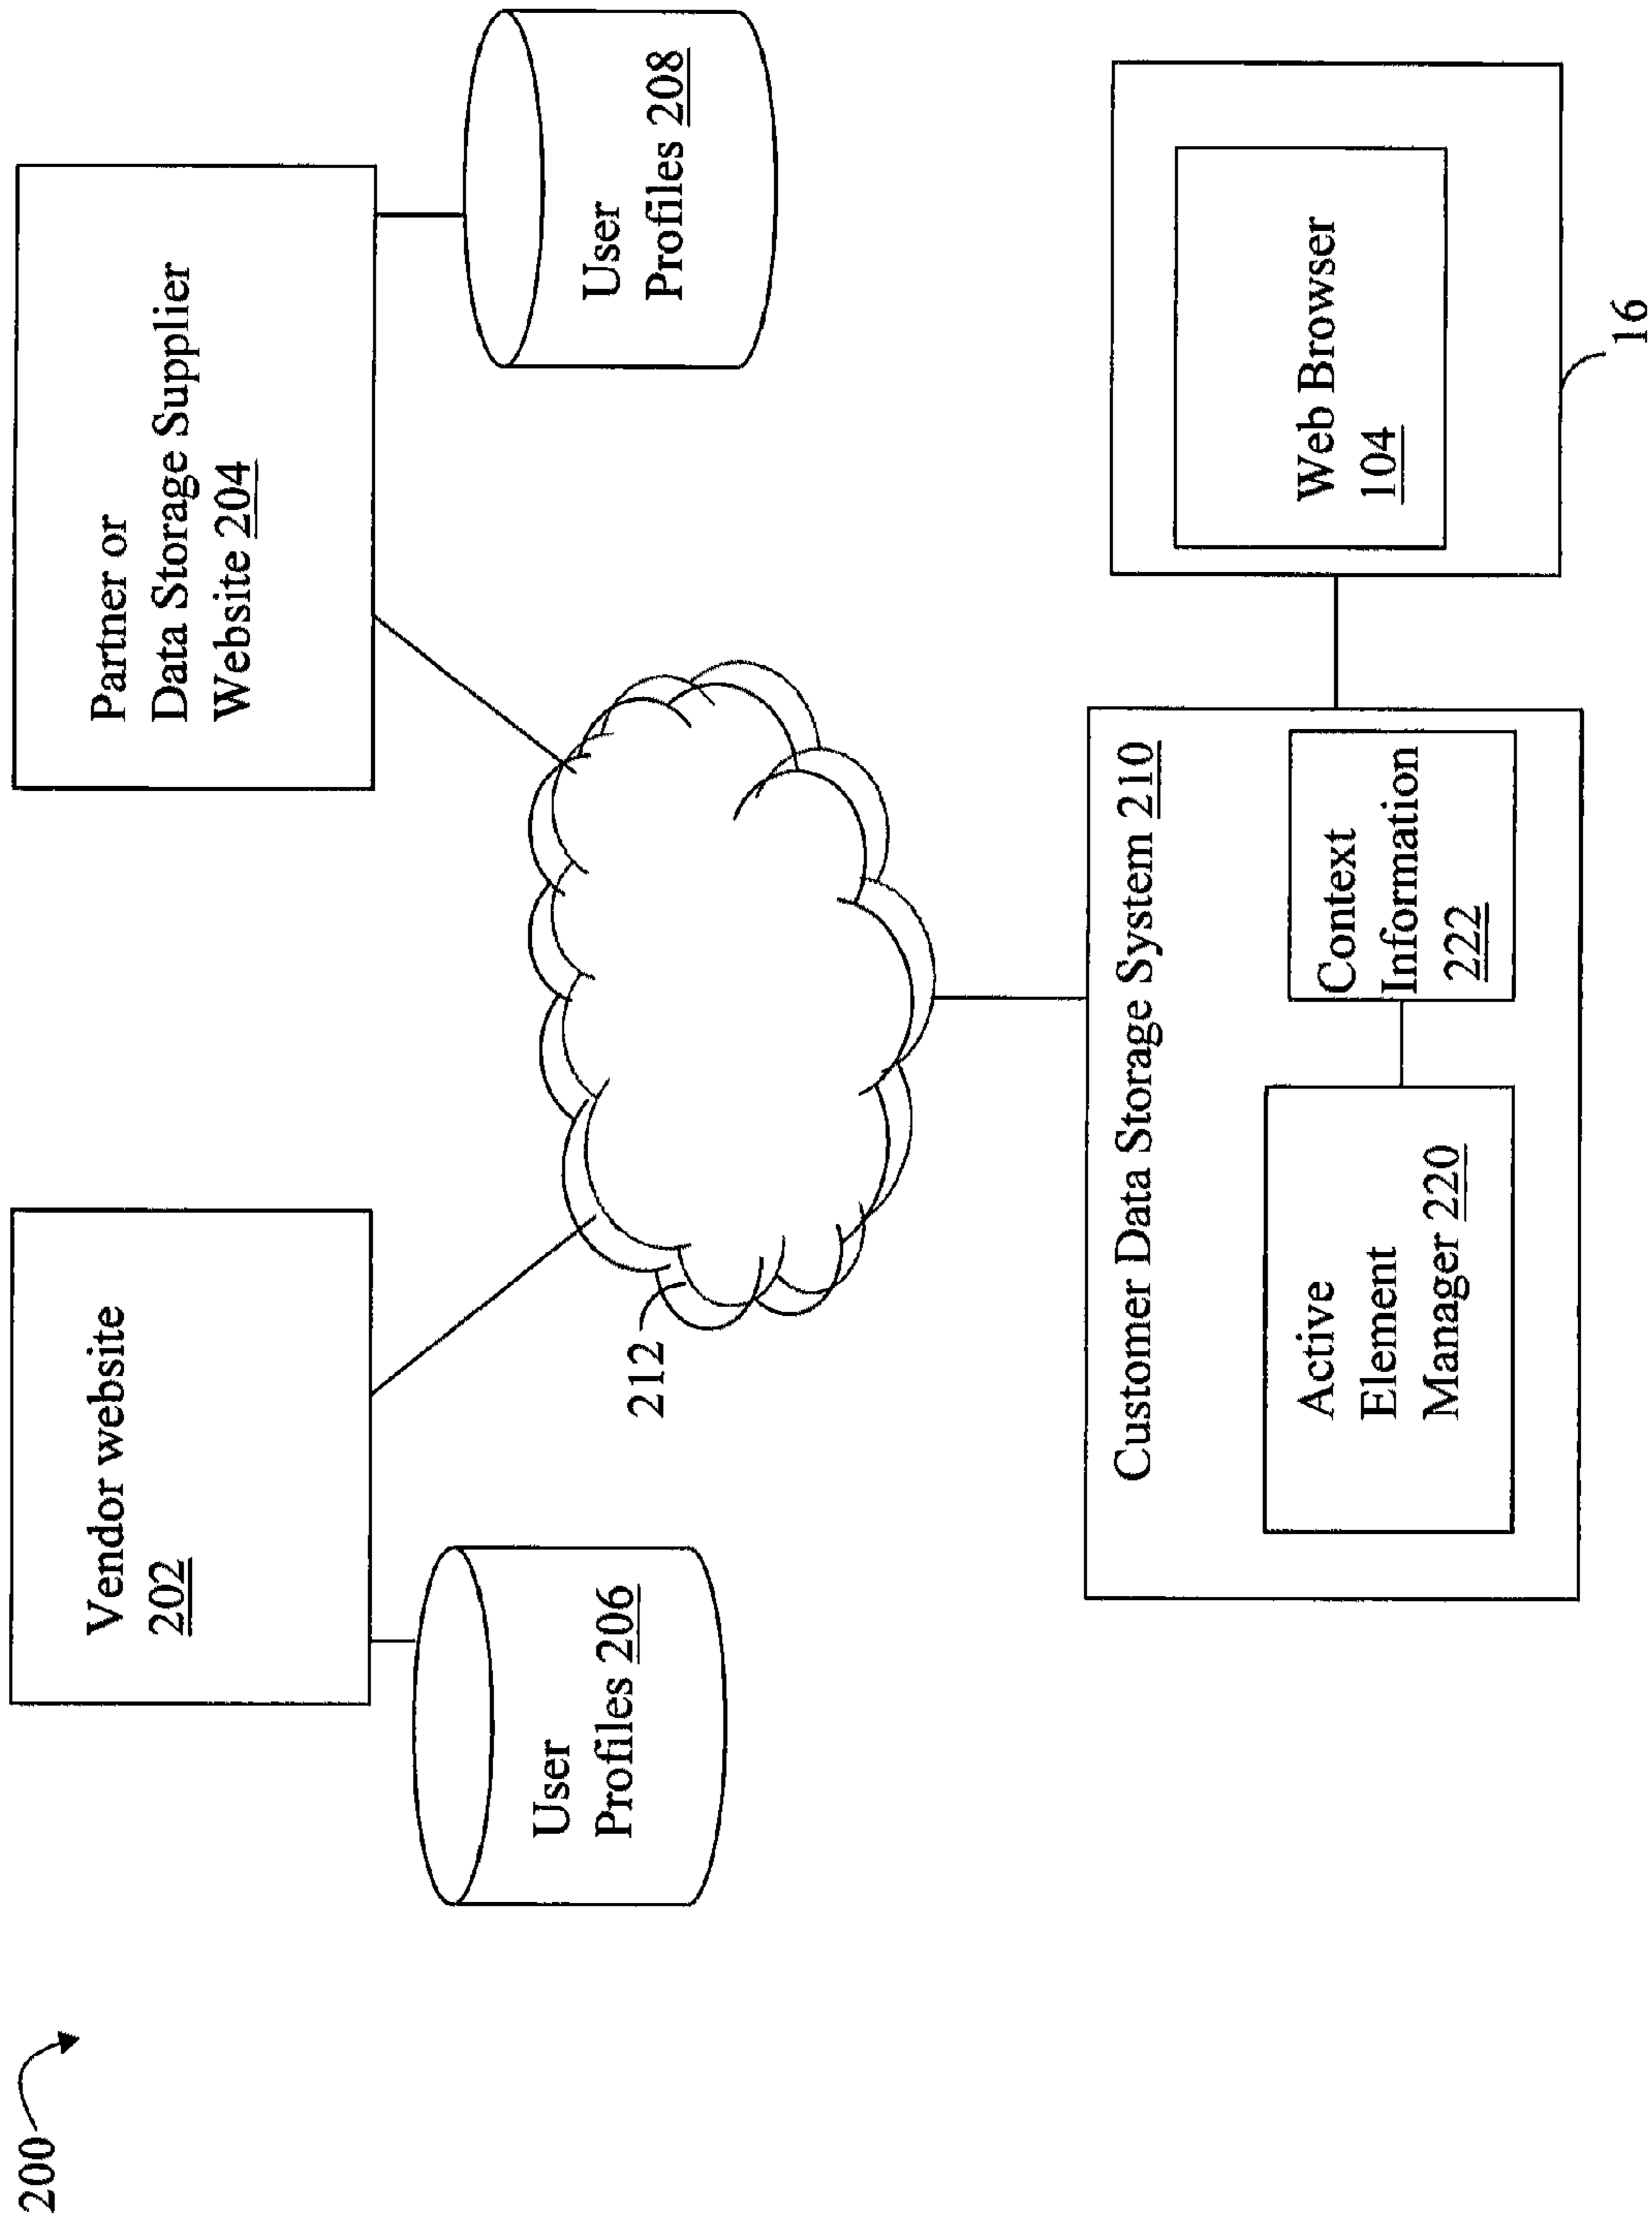 200
Vendor website
202
Partner or
Data Storage Supplier
Website 204
User
Profiles 206
User
Profiles 208
212
Customer Data Storage System 210
Active
Element
Manager 220
Context
Information
222
Web Browser
104
16